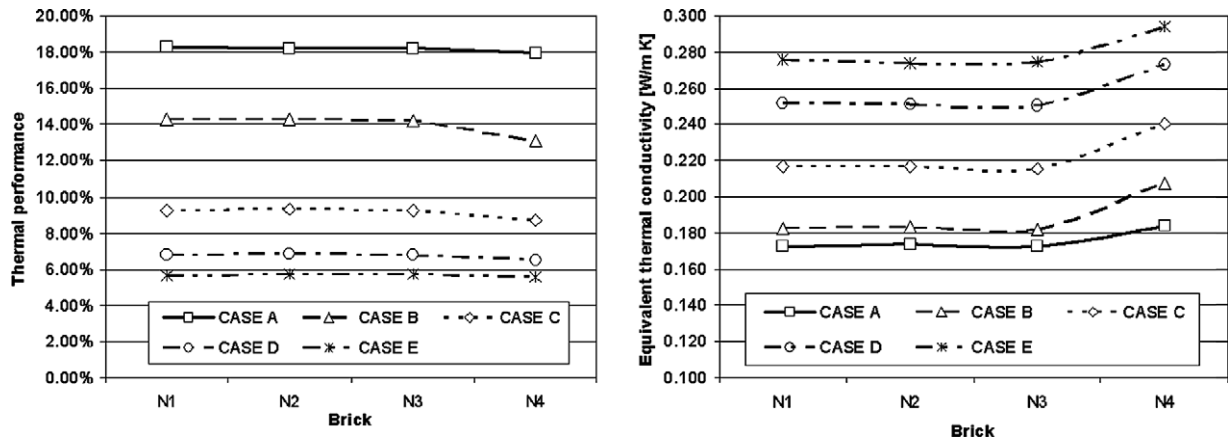 20.00%
18.00%
16.00%
14.00%
12.00%
10.00%
8.00%
6.00%
4.00%
2.00%
0.00%
Thermal performance
CASE A CASE B CASE C
CASE D CASE E
N1 N2 N3 N4
Brick
0.300
0.280
0.260
0.240
0.220
0.200
0.180
0.160
0.140
0.120
0.100
Equivalent thermal conductivity [W/m K]
CASE A CASE B CASE C
CASE D CASE E
N1 N2 N3 N4
Brick